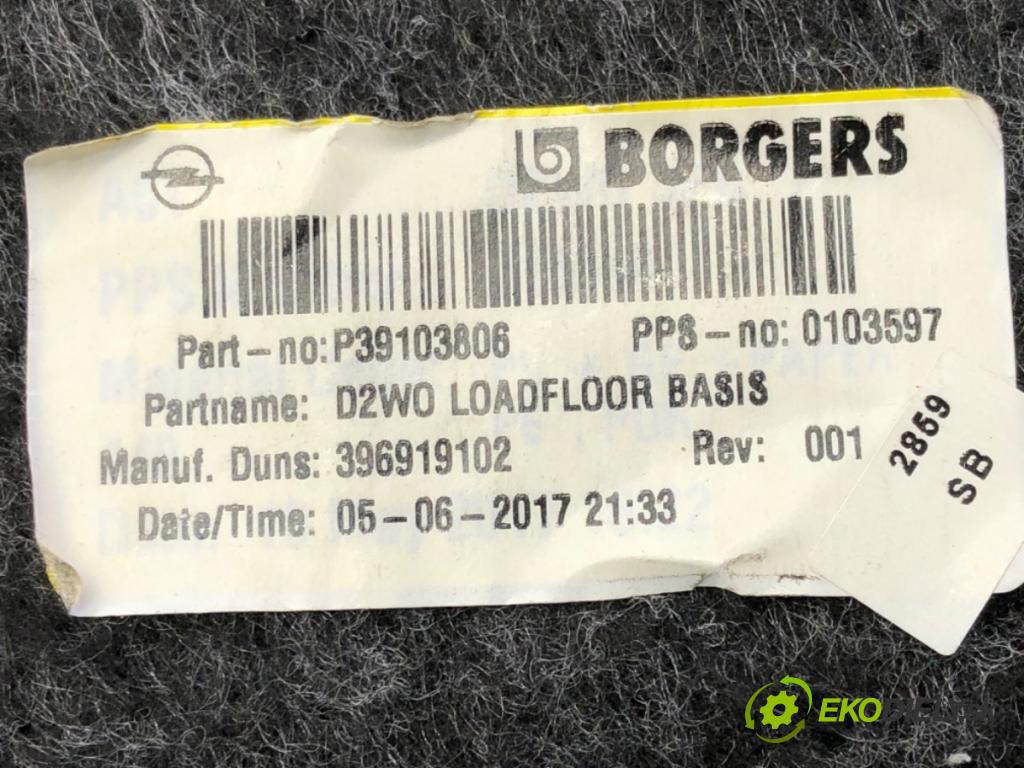 BORGERS
Part-no:P39103806 PPS-no: 0103597
Partname: D2WO LOADFLOOR BASIS
Manuf. Duns: 396919102 Rev: 001
Date/Time: 05-06-2017 21:33
2859
SB